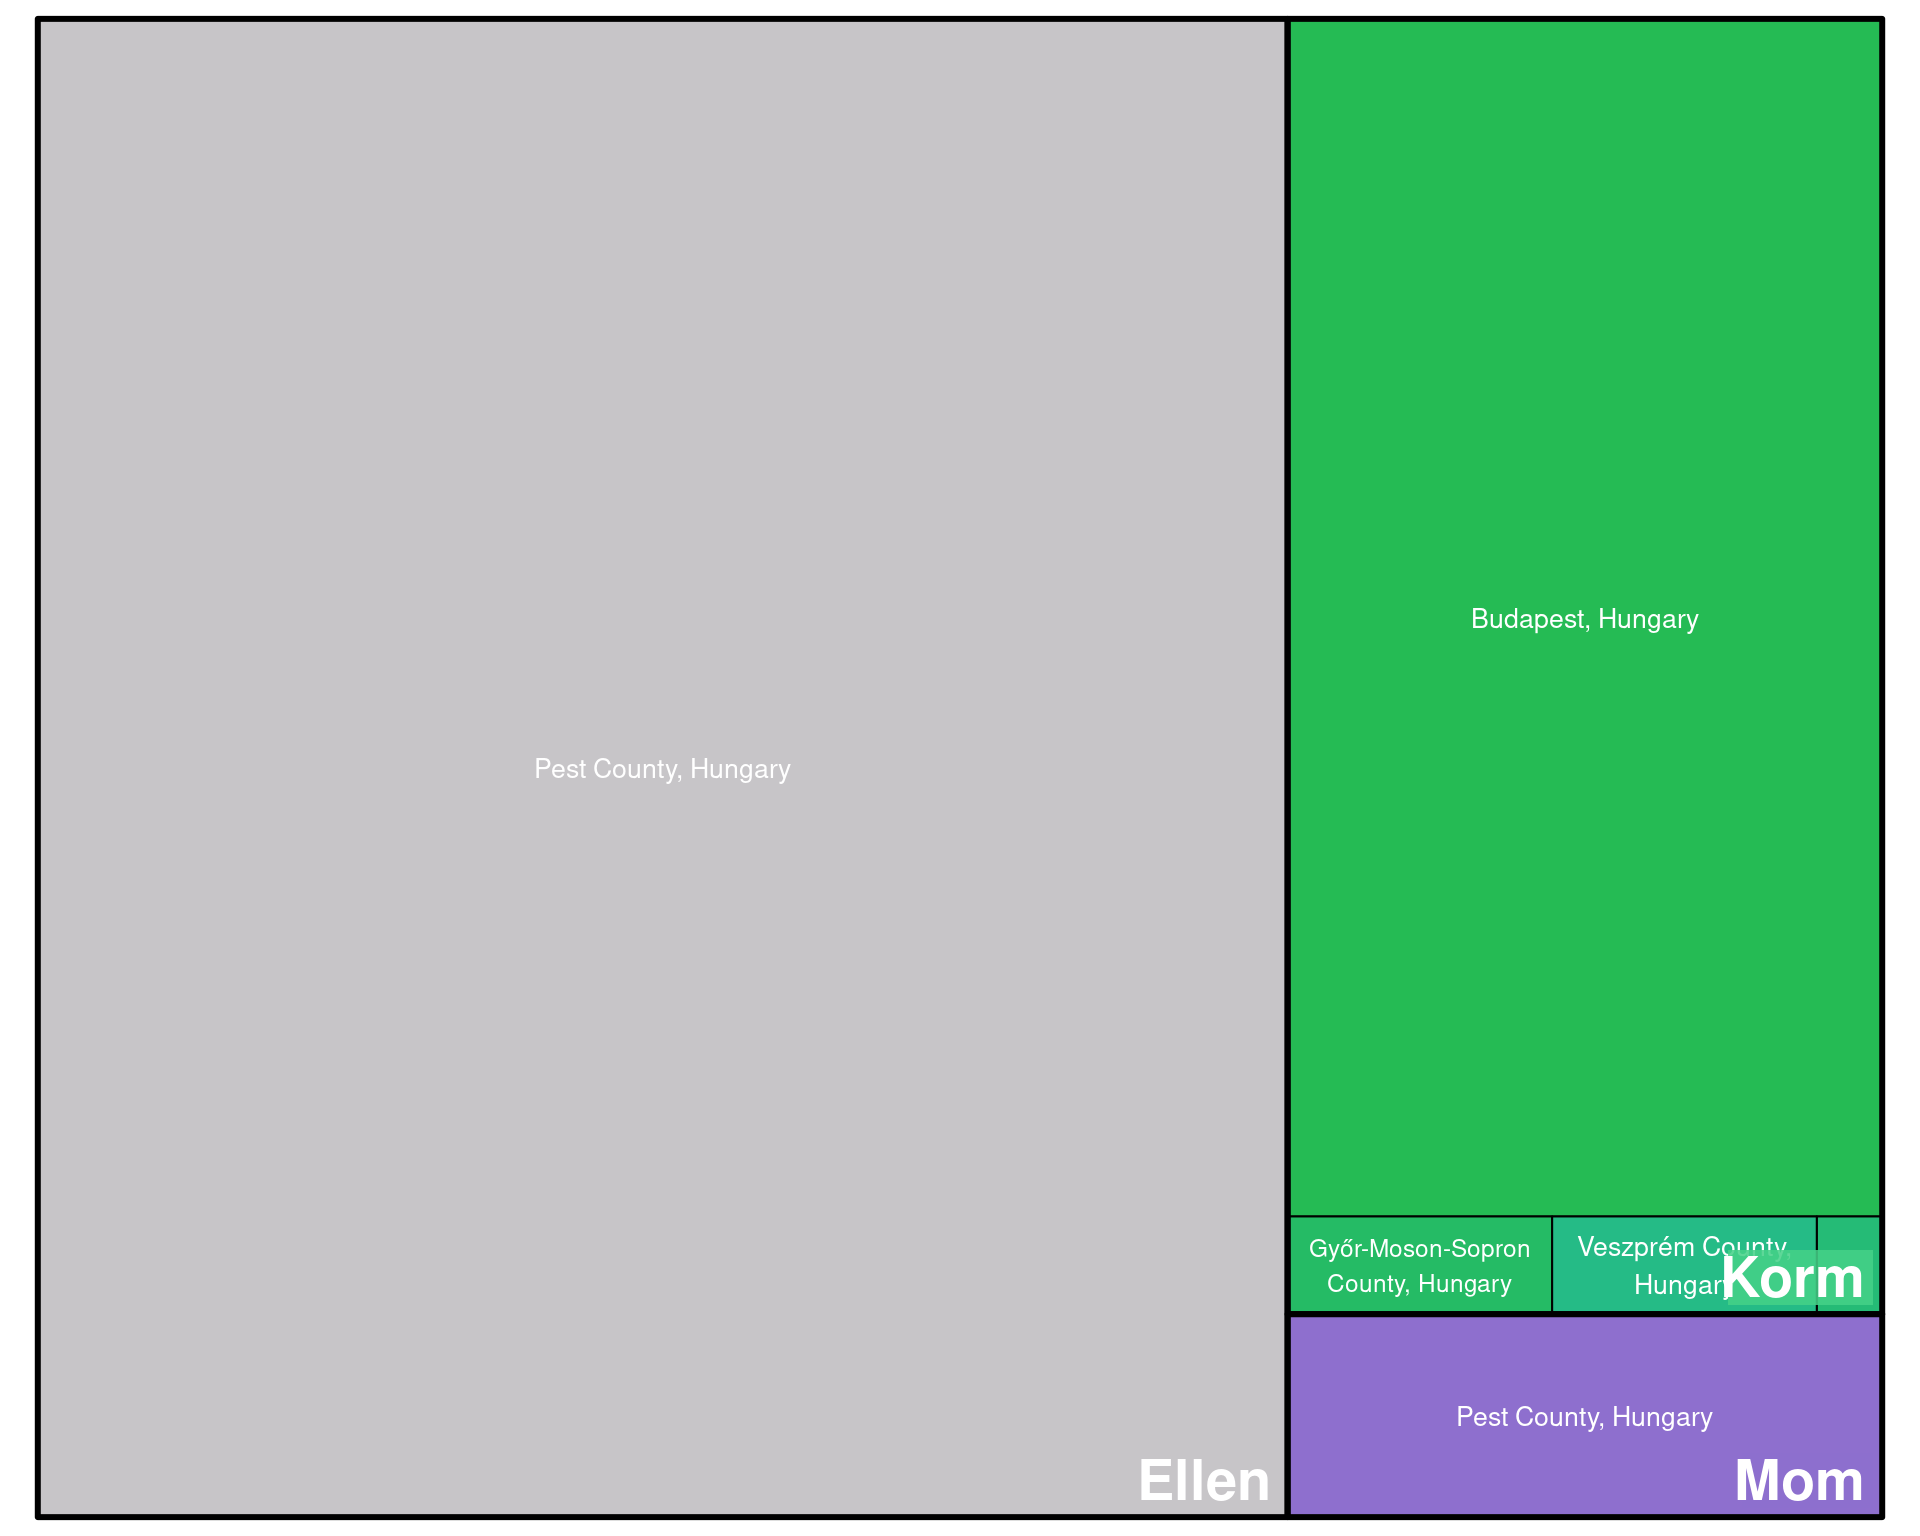 Pest County, Hungary
Ellen
Budapest, Hungary
Győr-Moson-Sopron
County, Hungary
Veszprém County,
Hungary
Korm
Pest County, Hungary
Mom